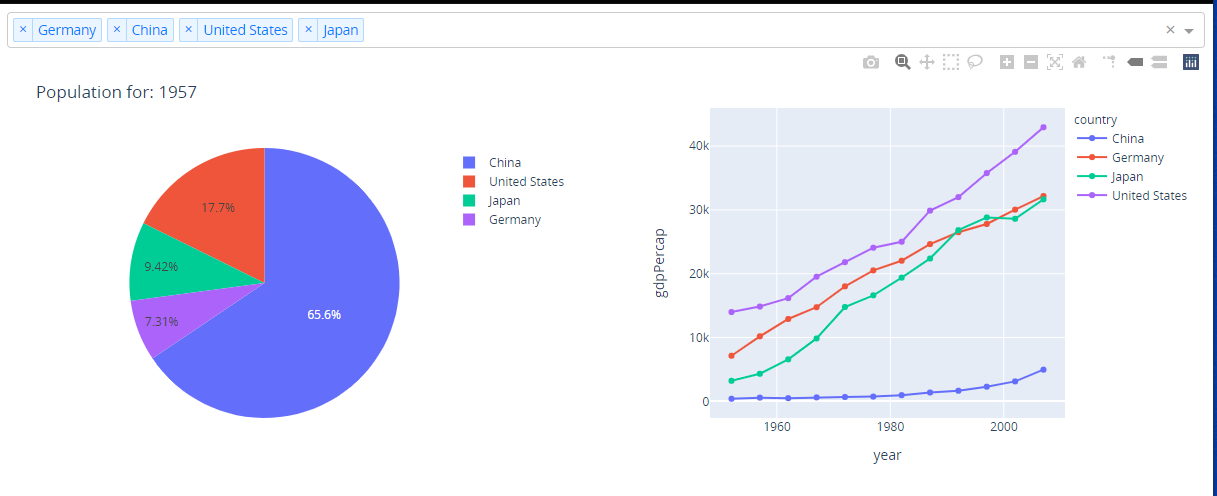 × Germany × China × United States × Japan × 
Population for: 1957
China
United States
Japan
Germany
17.7%
9.42%
7.31%
65.6%
gdpPercap
40k
30k
20k
10k
0
1960 1980 2000
year
country
China
Germany
Japan
United States